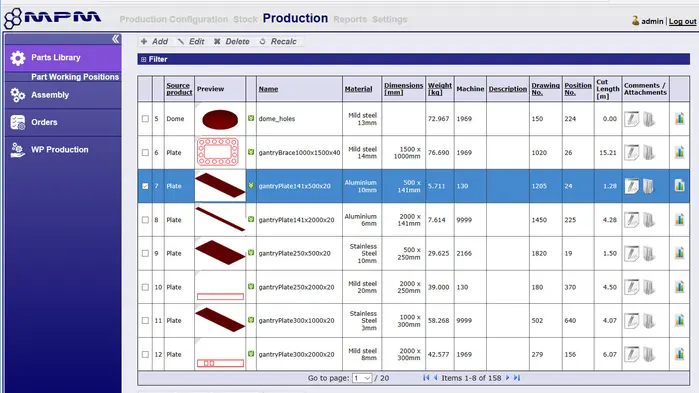 MPM
Production Configuration Stock Production Reports Settings
admin | Log out
Add Edit Delete Recalc
Parts Library
Part Working Positions
Assembly
Orders
WP Production
Filter
Source product Preview Name Material Dimensions [mm] Weight [kg] Machine Description Drawing No. Position No. Cut Length [m] Comments / Attachments
5 Dome dome_holes Mild steel 13mm 72.967 1969 150 224 0.00
6 Plate gantryBrace1000x1500x40 Mild steel 14mm 1500 x 1000mm 76.690 1969 1020 26 15.21
7 Plate gantryPlate141x500x20 Aluminium 10mm 500 x 141mm 5.711 130 1205 24 1.28
8 Plate gantryPlate141x2000x20 Aluminium 6mm 2000 x 141mm 7.614 9999 1450 225 4.28
9 Plate gantryPlate250x500x20 Stainless Steel 10mm 500 x 250mm 29.625 2166 1820 19 1.50
10 Plate gantryPlate250x2000x20 Mild steel 20mm 2000 x 250mm 39.000 130 180 370 4.50
11 Plate gantryPlate300x1000x20 Stainless Steel 3mm 1000 x 300mm 58.268 9999 502 640 4.07
12 Plate gantryPlate300x2000x20 Mild steel 8mm 2000 x 300mm 42.577 1969 279 156 6.07
Go to page: 1 / 20 Items 1-8 of 158